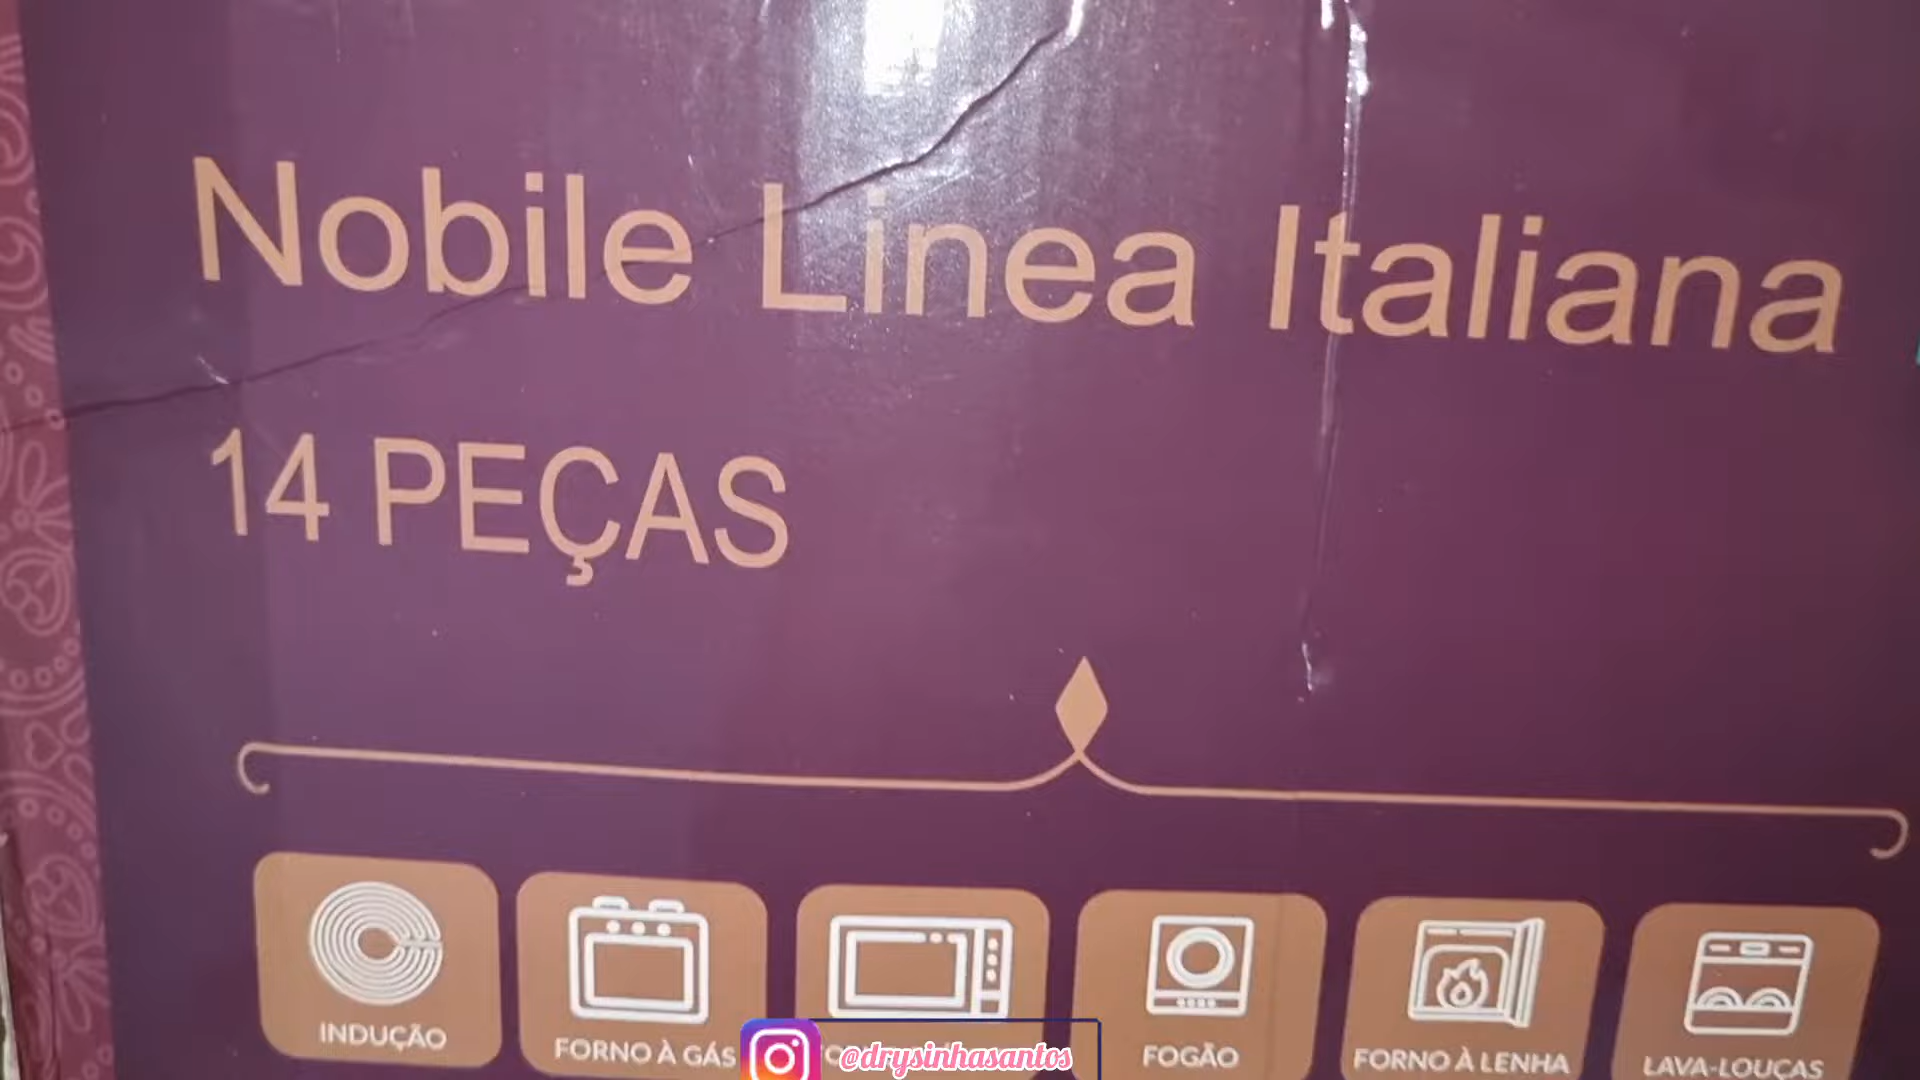 Nobile Linea Italiana
14 PEÇAS
INDUÇÃO
FORNO À GÁS
FOGÃO
FORNO À LENHA
LAVA-LOUÇAS
@drysinhasantos